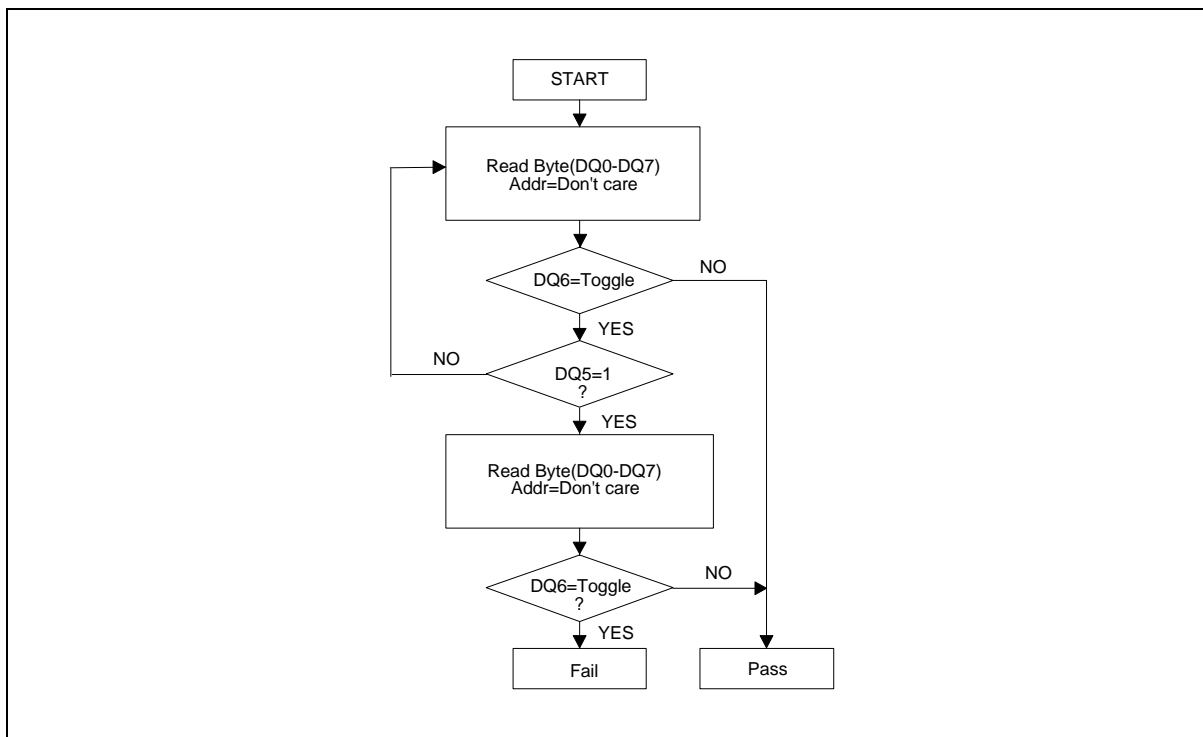 START
Read Byte(DQ0-DQ7)
Addr=Don't care
DQ6=Toggle
NO
YES
NO
DQ5=1
?
YES
Read Byte(DQ0-DQ7)
Addr=Don't care
DQ6=Toggle
?
NO
YES
Fail
Pass